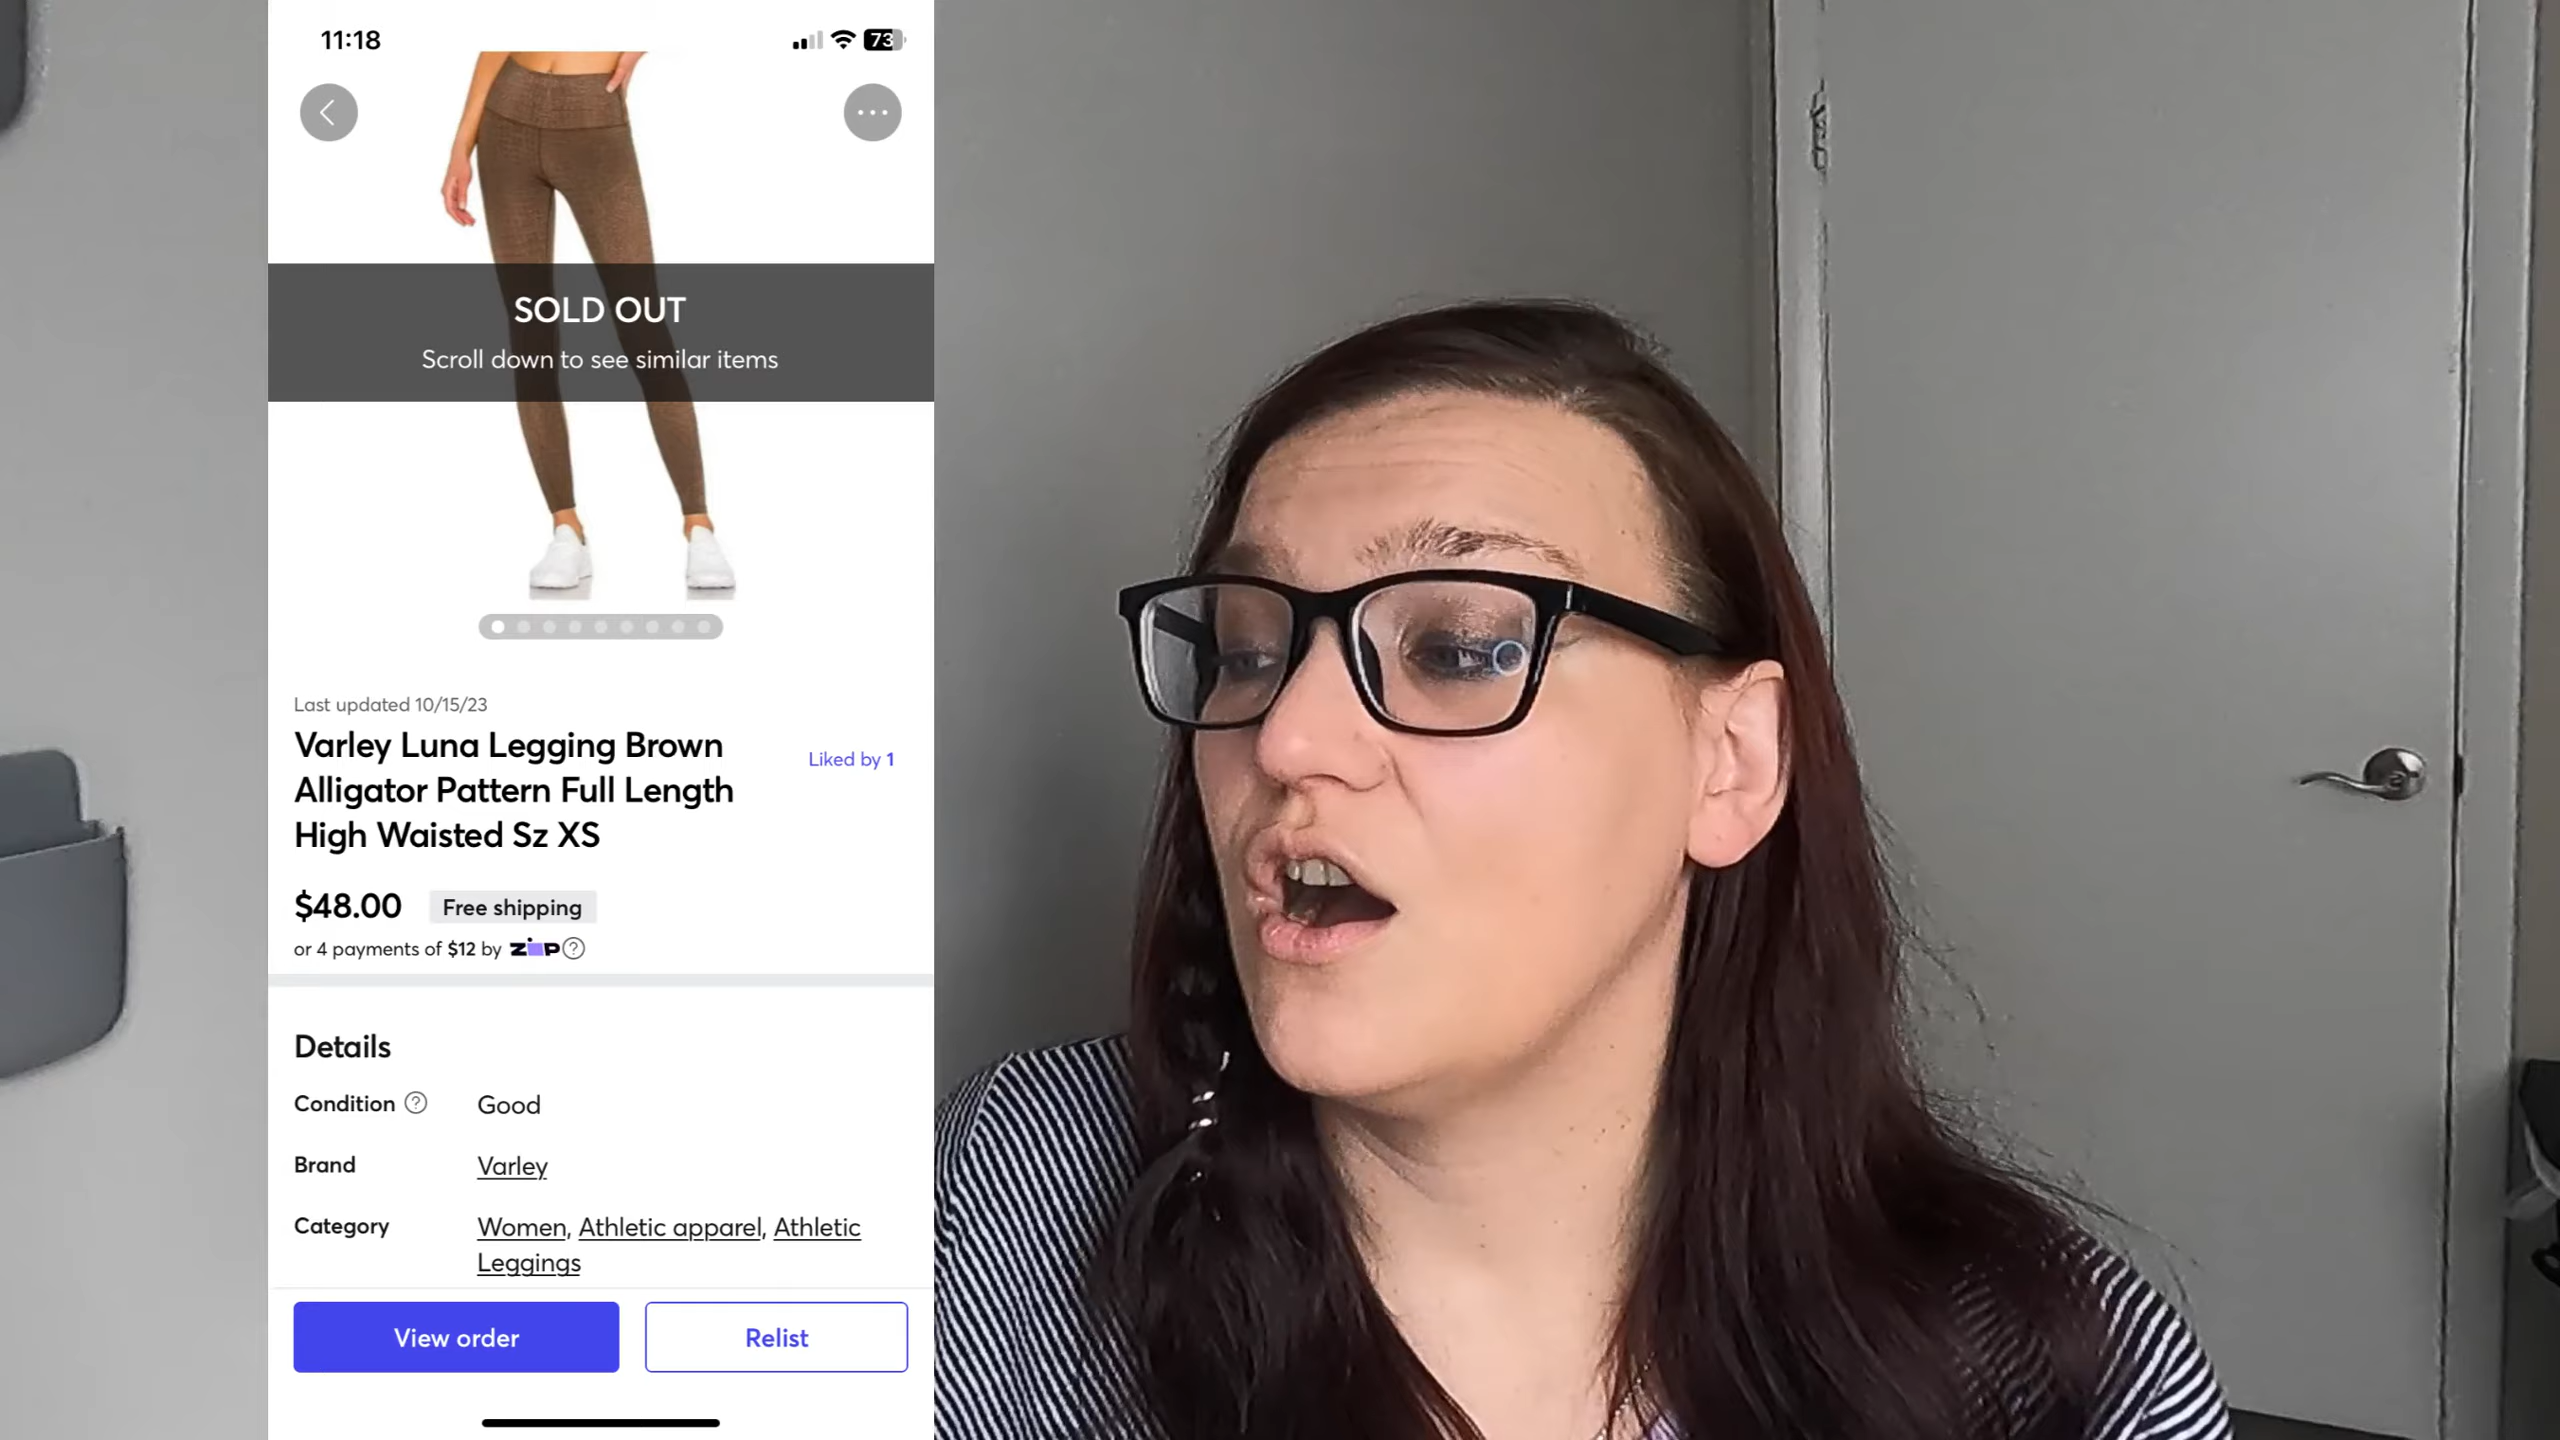 11:18
73
SOLD OUT
Scroll down to see similar items
Last updated 10/15/23
Varley Luna Legging Brown
Alligator Pattern Full Length
High Waisted Sz XS
Liked by 1
$48.00 Free shipping
or 4 payments of $12 by ZIP ?
Details
Condition ? Good
Brand Varley
Category Women, Athletic apparel, Athletic
Leggings
View order Relist